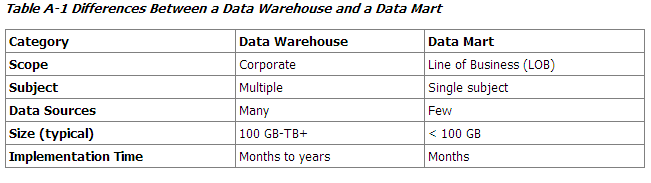 Table A-1 Differences Between a Data Warehouse and a Data Mart
Category Data Warehouse Data Mart
Scope Corporate Line of Business (LOB)
Subject Multiple Single subject
Data Sources Many Few
Size (typical) 100 GB-TB+ < 100 GB
Implementation Time Months to years Months